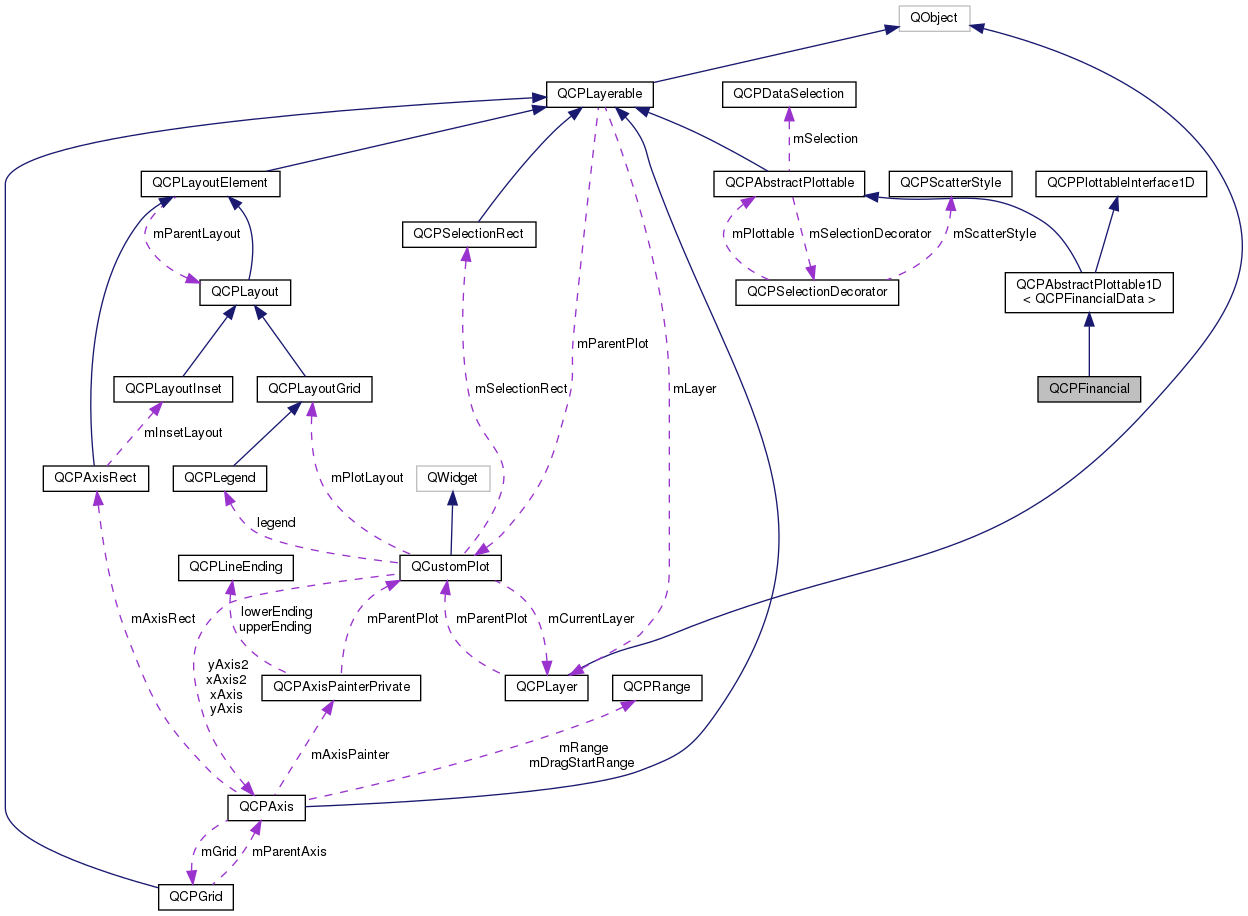 QObject
QCPLayerable
QCPDataSelection
mSelection
QCPLayoutElement
QCPAbstractPlottable
QCPScatterStyle
QCPPlottableInterface1D
mParentLayout
QCPSelectionRect
mPlottable
mSelectionDecorator
mScatterStyle
QCPLayout
QCPSelectionDecorator
QCPAbstractPlottable1D
< QCPFinancialData >
mParentPlot
QCPLayoutInset
QCPLayoutGrid
mSelectionRect
mLayer
QCPFinancial
mInsetLayout
QCPAxisRect
QCPLegend
mPlotLayout
QWidget
legend
QCPLineEnding
QCustomPlot
mAxisRect
lowerEnding
upperEnding
mParentPlot
mParentPlot
mCurrentLayer
yAxis2
xAxis2
xAxis
yAxis
QCPAxisPainterPrivate
QCPLayer
QCPRange
mAxisPainter
mRange
mDragStartRange
QCPAxis
mGrid
mParentAxis
QCPGrid